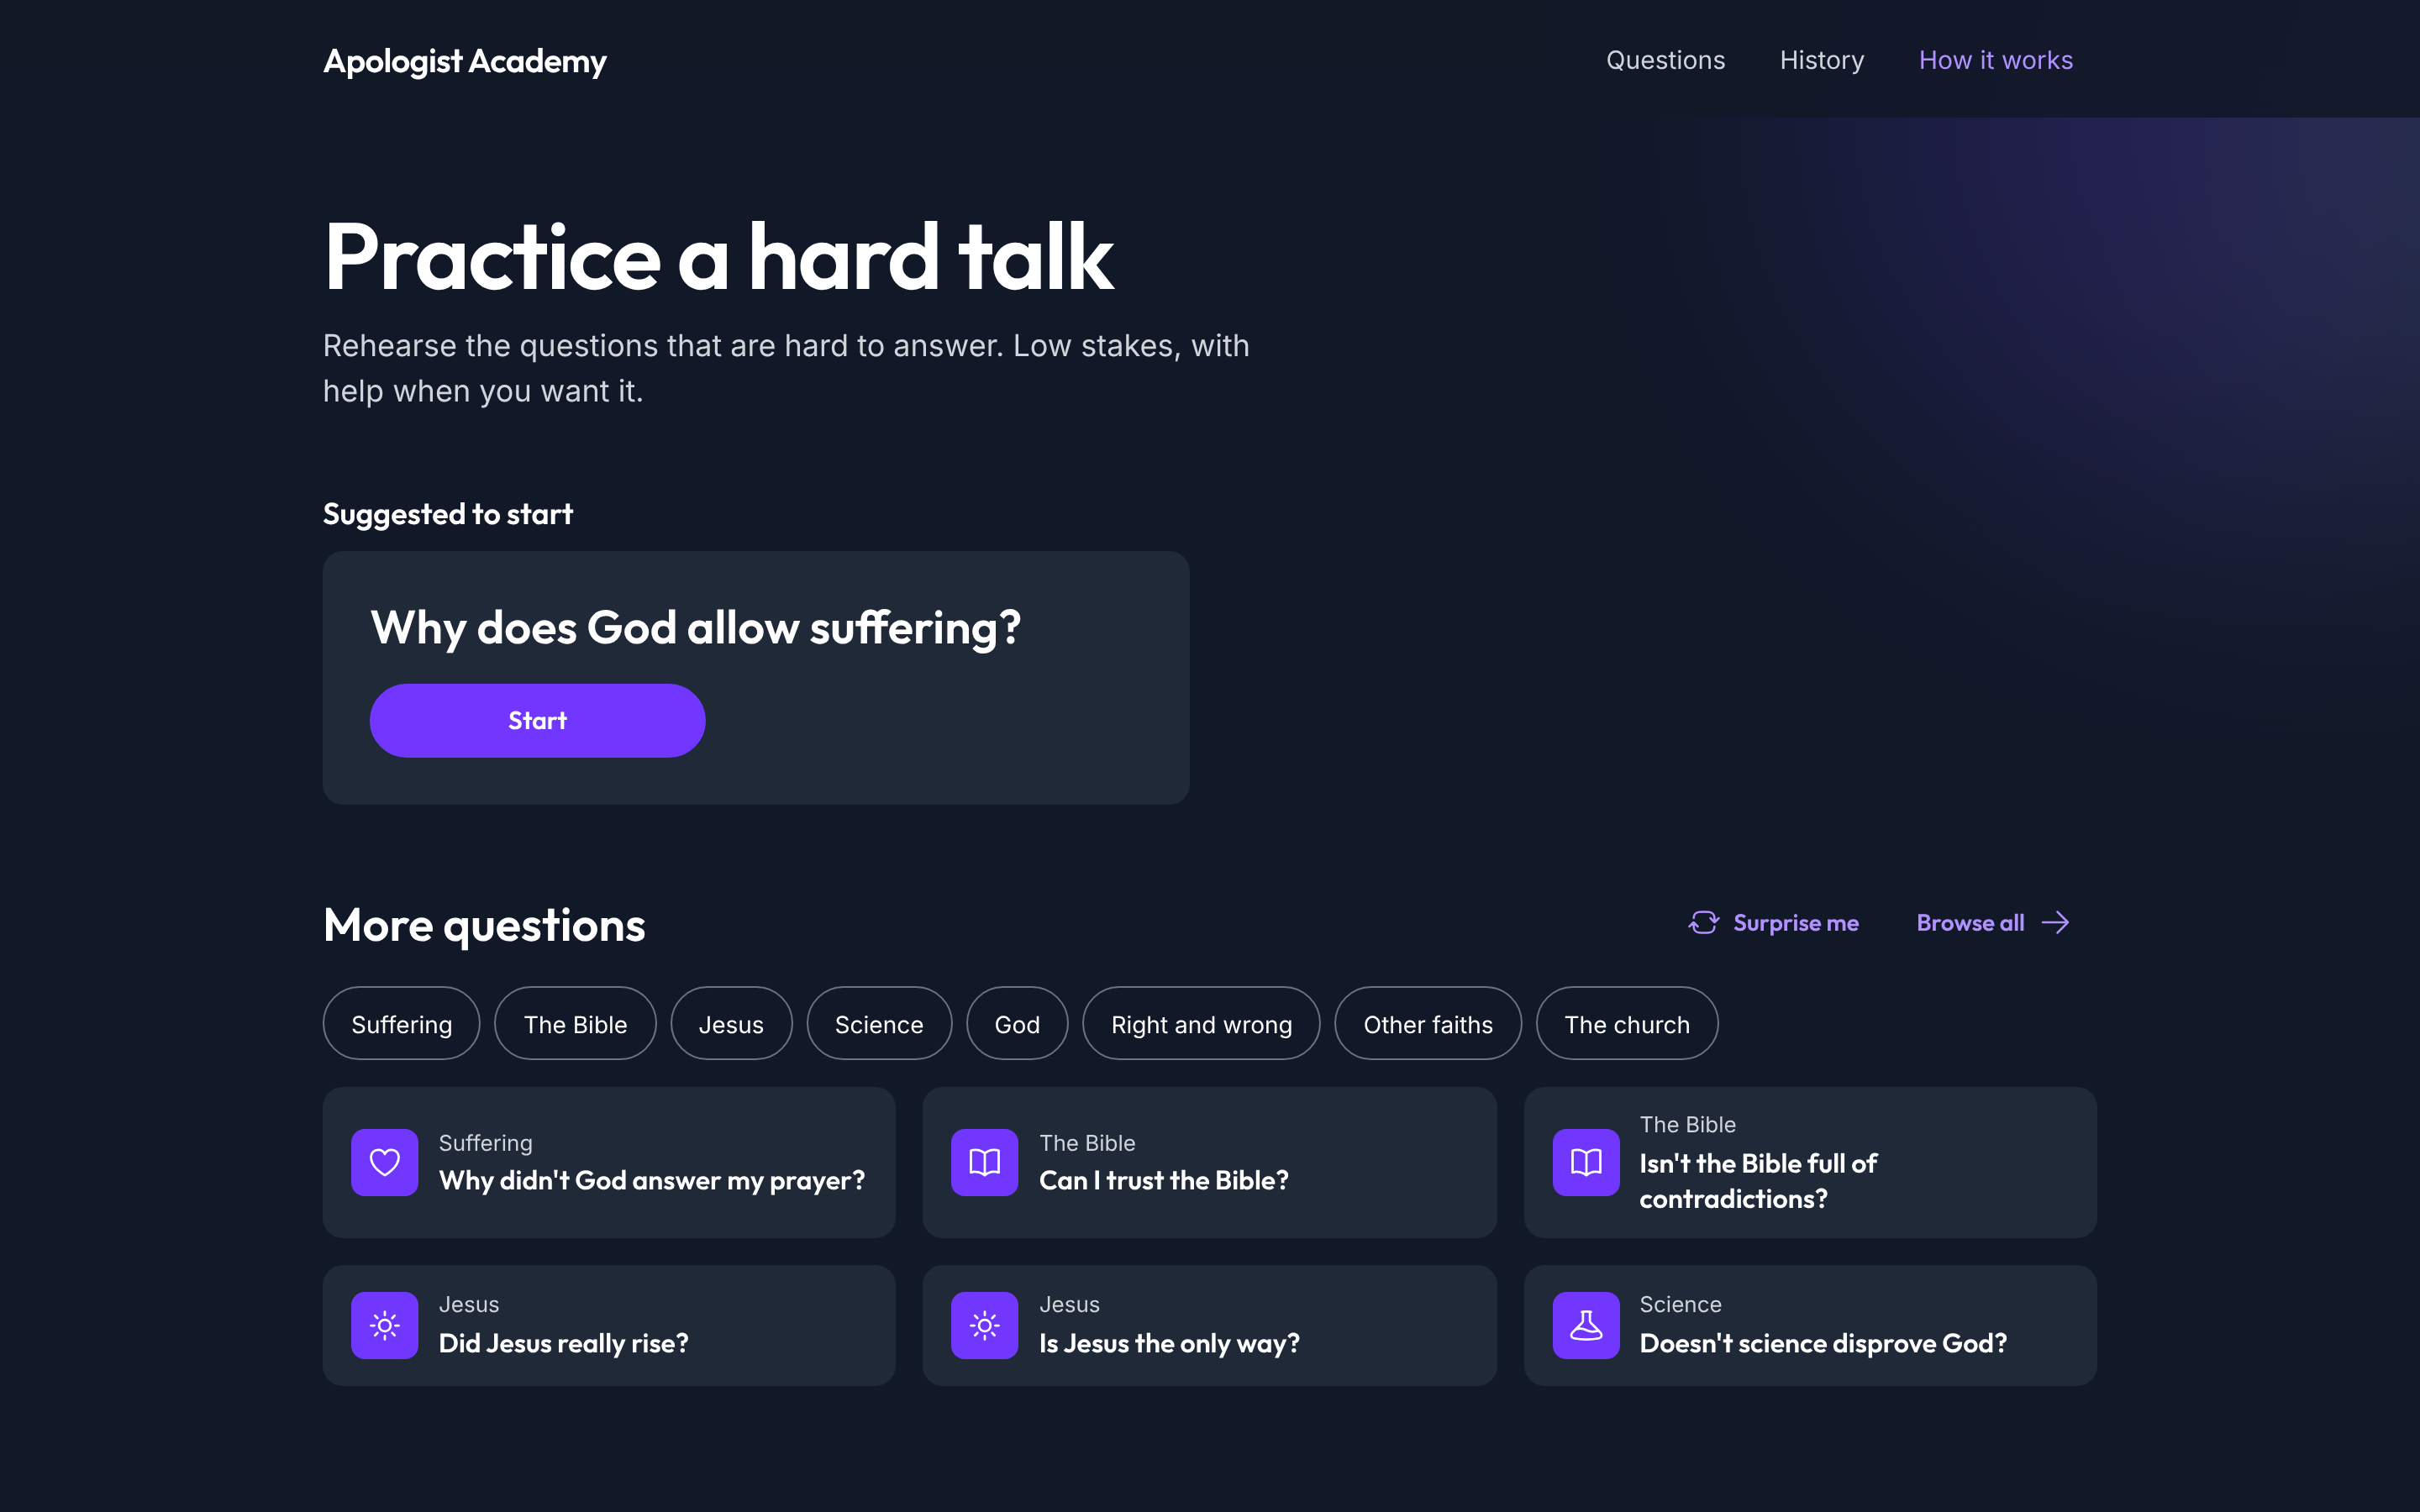 Apologist Academy
Questions
History
How it works
Practice a hard talk
Rehearse the questions that are hard to answer. Low stakes, with
help when you want it.
Suggested to start
Why does God allow suffering?
Start
More questions
Surprise me
Browse all
Suffering
The Bible
Jesus
Science
God
Right and wrong
Other faiths
The church
Suffering
Why didn't God answer my prayer?
The Bible
Can I trust the Bible?
The Bible
Isn't the Bible full of
contradictions?
Jesus
Did Jesus really rise?
Jesus
Is Jesus the only way?
Science
Doesn't science disprove God?